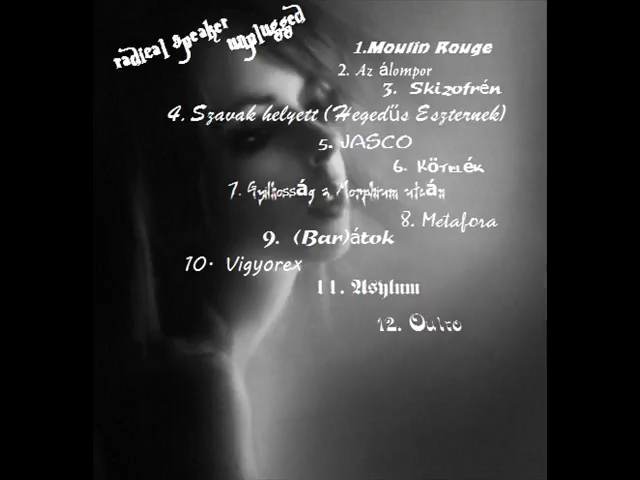 radical speaker
unplugged
1.Moulin Rouge
2. Az álompor
3. Skizofrén
4. Szavak helyett (Hegedűs Eszternek)
5. JASCO
6. Kötelék
7. Gyilkosság a Morphium utcán
8. Metafora
9. (Bar)átok
10. Vigyorex
11. Asylum
12. Outro